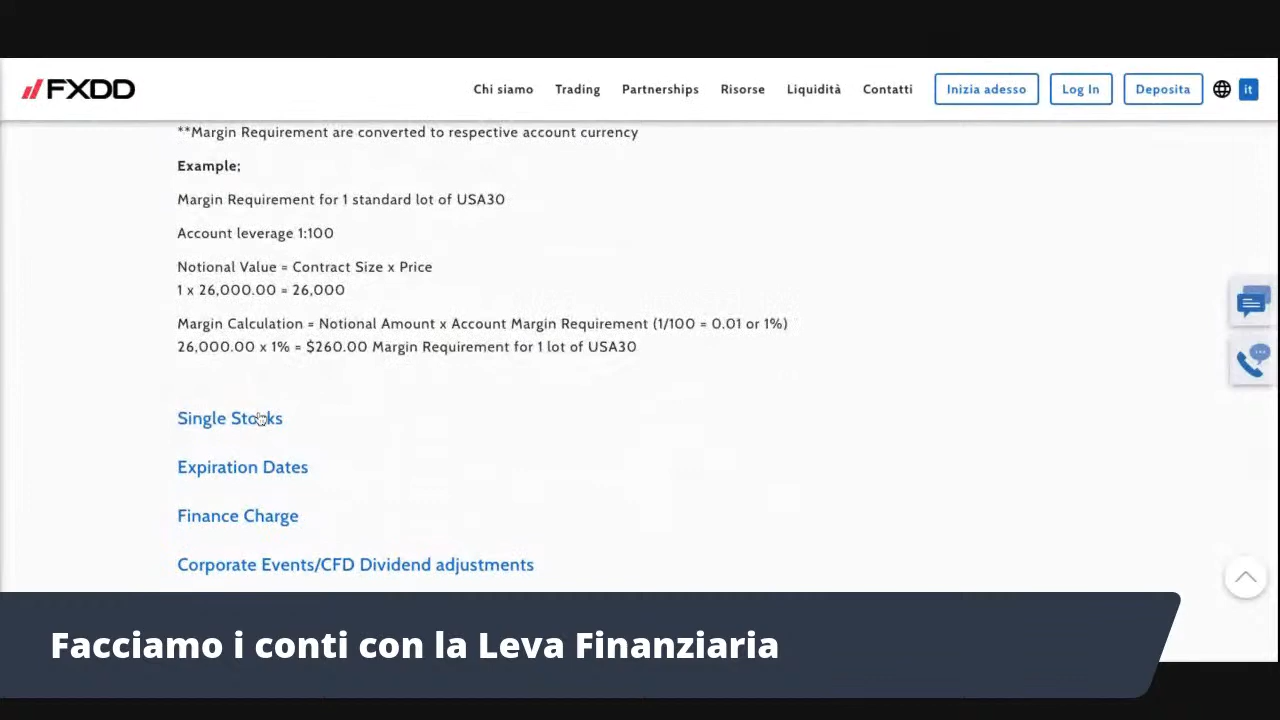 FXDD
Chi siamo Trading Partnerships Risorse Liquidità Contatti Inizia adesso Log In Deposita it
**Margin Requirement are converted to respective account currency
Example;
Margin Requirement for 1 standard lot of USA30
Account leverage 1:100
Notional Value = Contract Size x Price
1 x 26,000.00 = 26,000
Margin Calculation = Notional Amount x Account Margin Requirement (1/100 = 0.01 or 1%)
26,000.00 x 1% = $260.00 Margin Requirement for 1 lot of USA30
Single Stocks
Expiration Dates
Finance Charge
Corporate Events/CFD Dividend adjustments
Facciamo i conti con la Leva Finanziaria